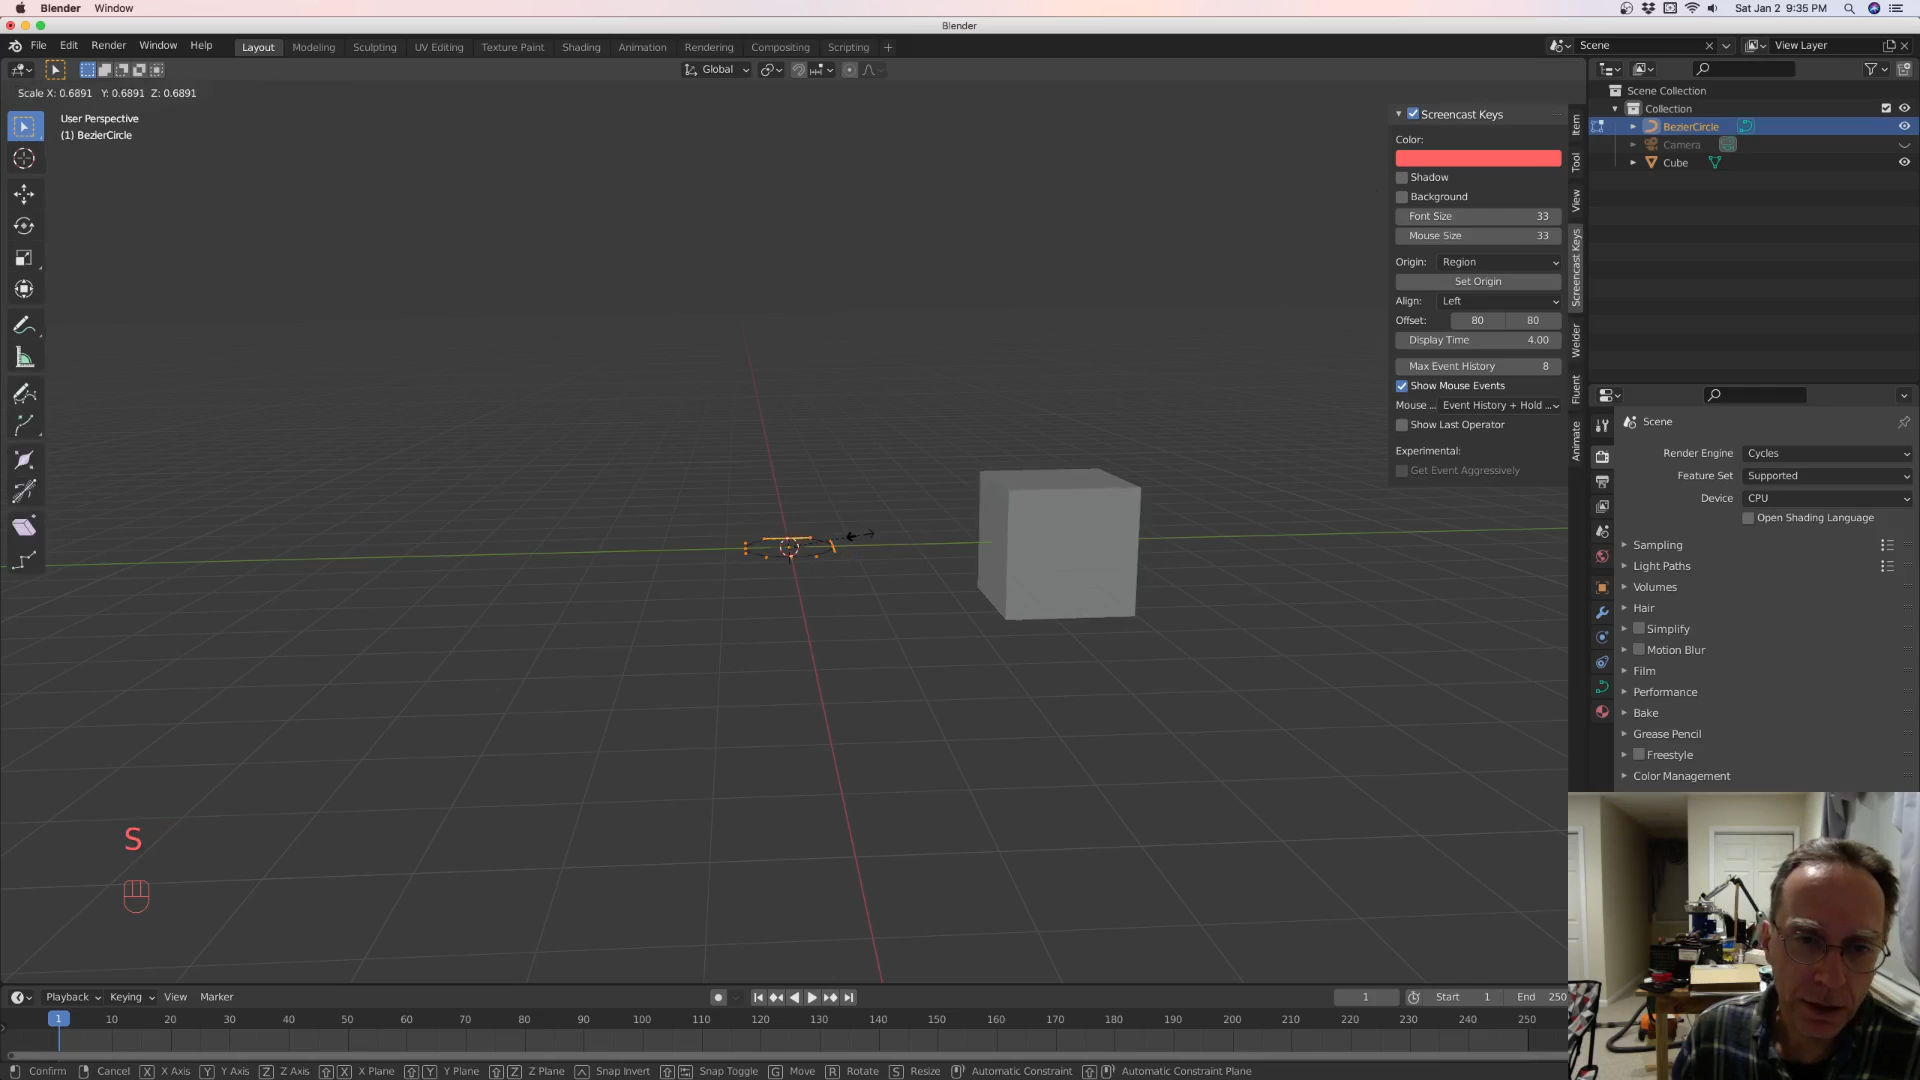 Blender Window Sat Jan 2 9:35 PM
Blender
File Edit Render Window Help Layout Modeling Sculpting UV Editing Texture Paint Shading Animation Rendering Compositing Scripting Scene View Layer
Global
Scale X: 0.6891 Y: 0.6891 Z: 0.6891
User Perspective
(1) BezierCircle
Scene Collection
Collection
BezierCircle
Camera
Cube
Screencast Keys
Color:
Shadow
Background
Font Size 33
Mouse Size 33
Origin: Region
Set Origin
Align: Left
Offset: 80 80
Display Time 4.00
Max Event History 8
Show Mouse Events
Mouse ... Event History + Hold ...
Show Last Operator
Experimental:
Get Event Aggressively
Item
Tool
View
Screencast Keys
Welder
Fluent
Animate
Scene
Render Engine Cycles
Feature Set Supported
Device CPU
Open Shading Language
Sampling
Light Paths
Volumes
Hair
Simplify
Motion Blur
Film
Performance
Bake
Grease Pencil
Freestyle
Color Management
S
Playback Keying View Marker 1 Start 1 End 250
1 10 20 30 40 50 60 70 80 90 100 110 120 130 140 150 160 170 180 190 200 210 220 230 240 250
Confirm Cancel X X Axis Y Y Axis Z Z Axis X X Plane Y Y Plane Z Z Plane Snap Invert Snap Toggle G Move R Rotate S Resize Automatic Constraint Automatic Constraint Plane